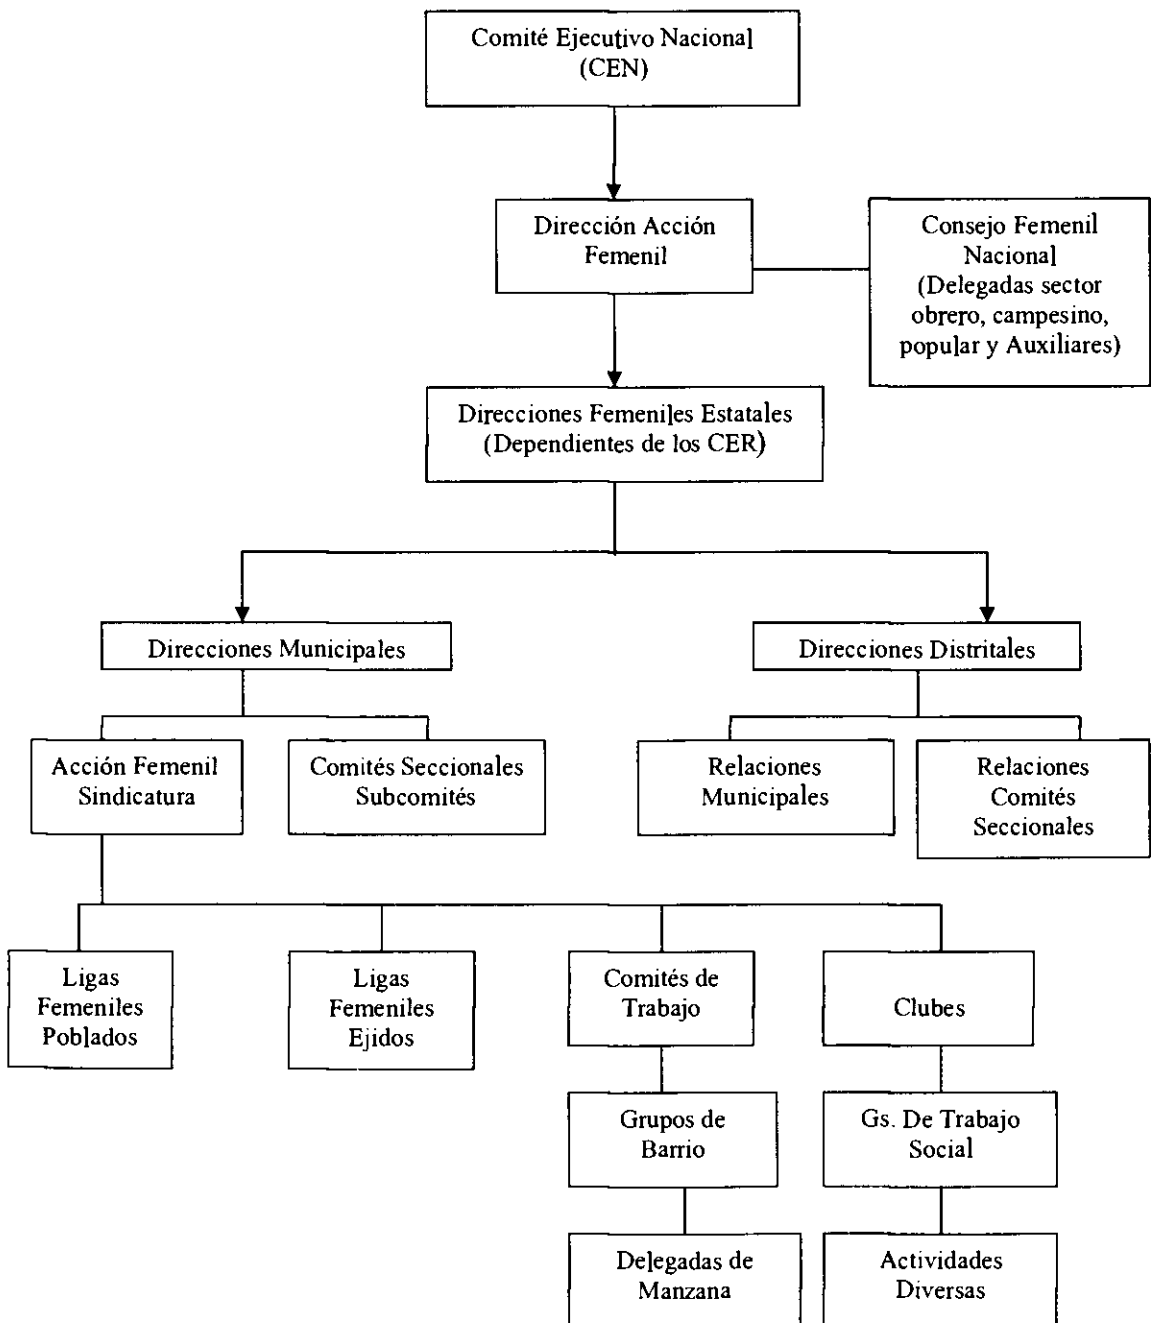 Comité Ejecutivo Nacional
(CEN)
Dirección Acción
Femenil
Consejo Femenil
Nacional
(Delegadas sector
obrero, campesino,
popular y Auxiliares)
Direcciones Femeniles Estatales
(Dependientes de los CER)
Direcciones Municipales
Direcciones Distritales
Acción Femenil
Sindicatura
Comités Seccionales
Subcomités
Relaciones
Municipales
Relaciones
Comités
Seccionales
Ligas
Femeniles
Poblados
Ligas
Femeniles
Ejidos
Comités de
Trabajo
Clubes
Grupos de
Barrio
Gs. De Trabajo
Social
Delegadas de
Manzana
Actividades
Diversas